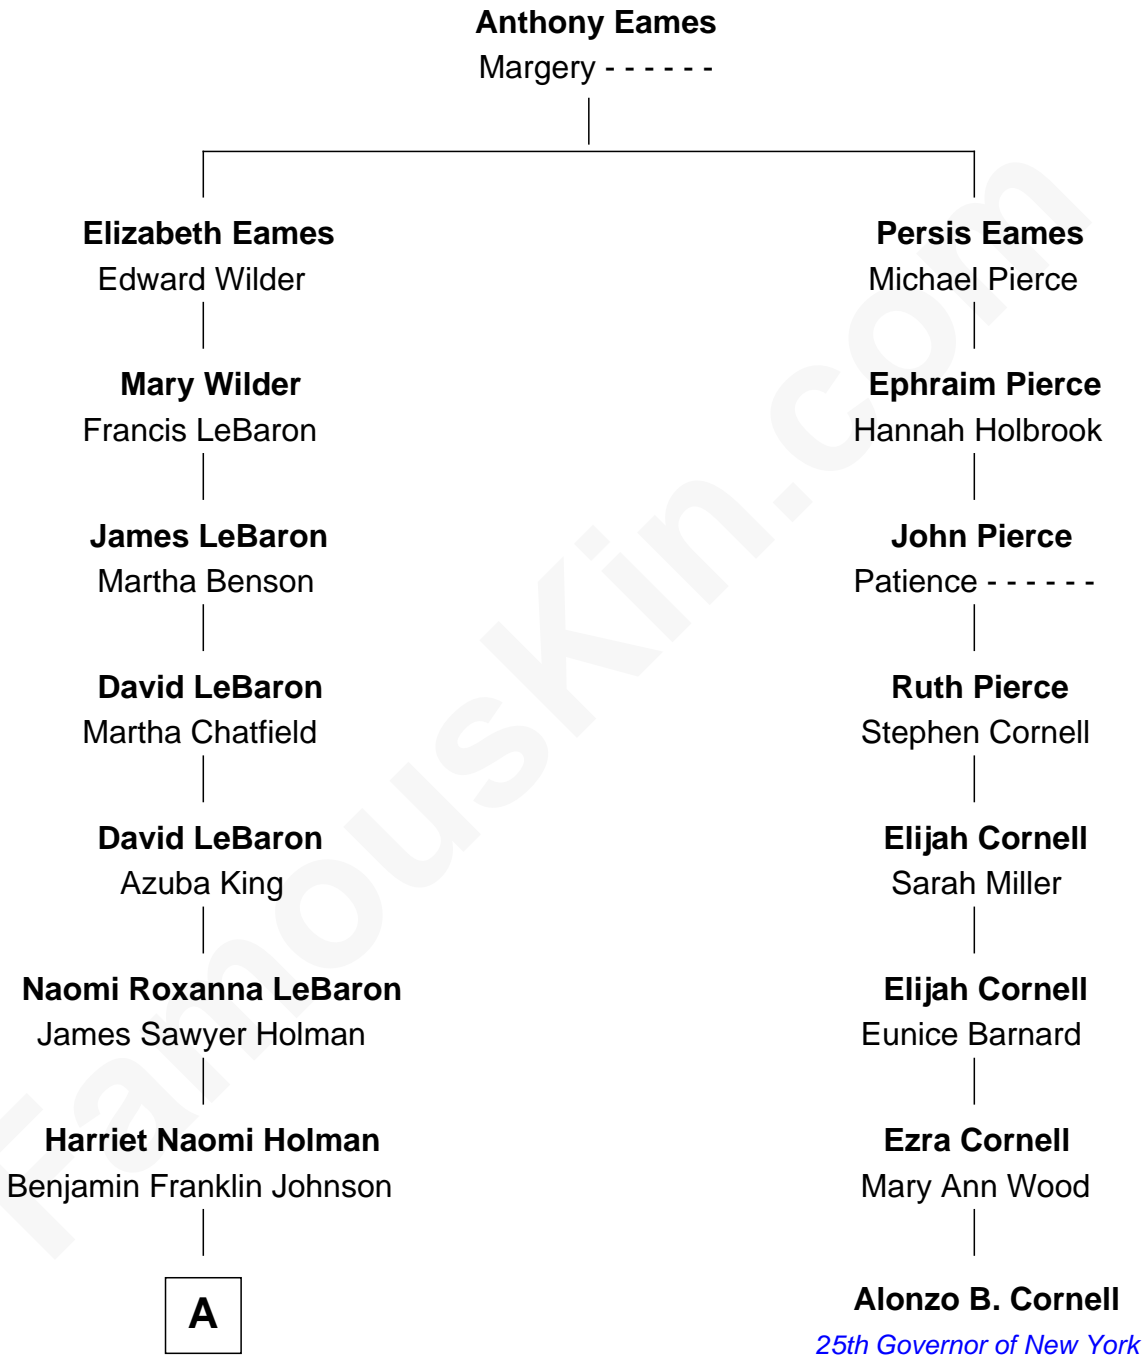 Anthony Eames
Margery - - - - - -
Elizabeth Eames
Edward Wilder
Persis Eames
Michael Pierce
Mary Wilder
Francis LeBaron
Ephraim Pierce
Hannah Holbrook
James LeBaron
Martha Benson
John Pierce
Patience - - - - - -
David LeBaron
Martha Chatfield
Ruth Pierce
Stephen Cornell
David LeBaron
Azuba King
Elijah Cornell
Sarah Miller
Naomi Roxanna LeBaron
James Sawyer Holman
Elijah Cornell
Eunice Barnard
Harriet Naomi Holman
Benjamin Franklin Johnson
Ezra Cornell
Mary Ann Wood
A
Alonzo B. Cornell
25th Governor of New York
FamousKin.com